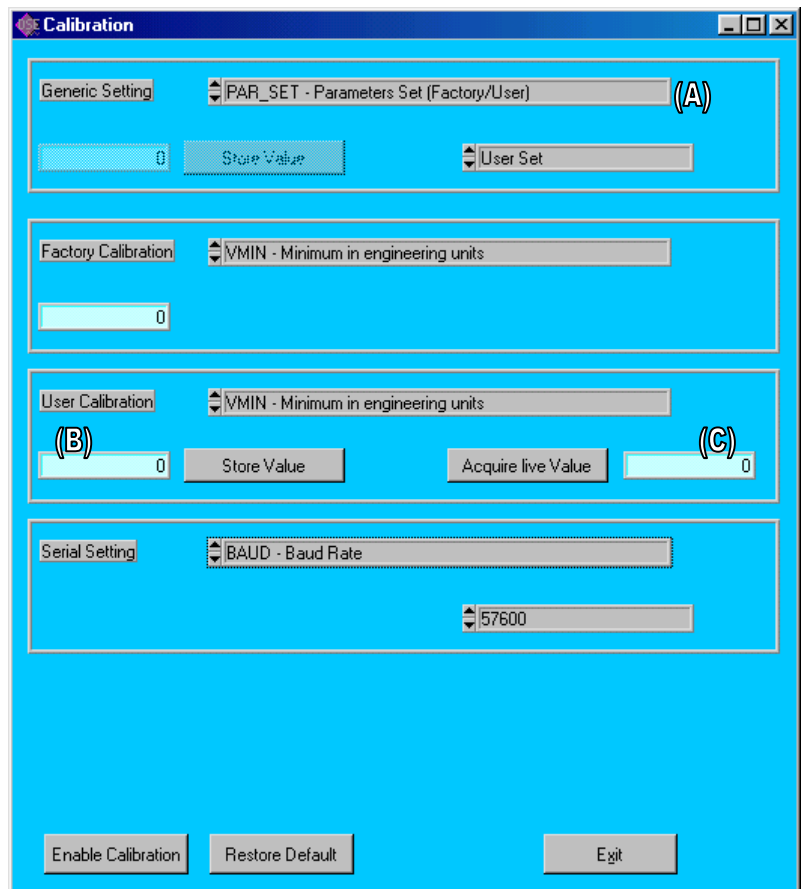 OSE Calibration
Generic Setting PAR_SET - Parameters Set (Factory/User) (A)
0 Store Value User Set
Factory Calibration VMIN - Minimum in engineering units
0
User Calibration VMIN - Minimum in engineering units
(B) (C)
0 Store Value Acquire live Value 0
Serial Setting BAUD - Baud Rate
57600
Enable Calibration Restore Default Exit